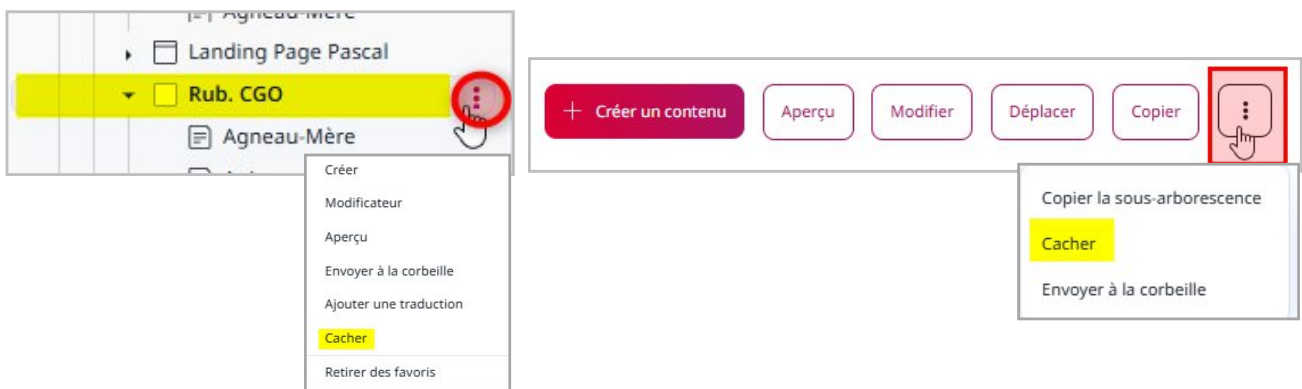 Agneau-Mère
Landing Page Pascal
Rub. CGO
Agneau-Mère
Créer
Modificateur
Aperçu
Envoyer à la corbeille
Ajouter une traduction
Cacher
Retirer des favoris
+ Créer un contenu Aperçu Modifier Déplacer Copier
Copier la sous-arborescence
Cacher
Envoyer à la corbeille